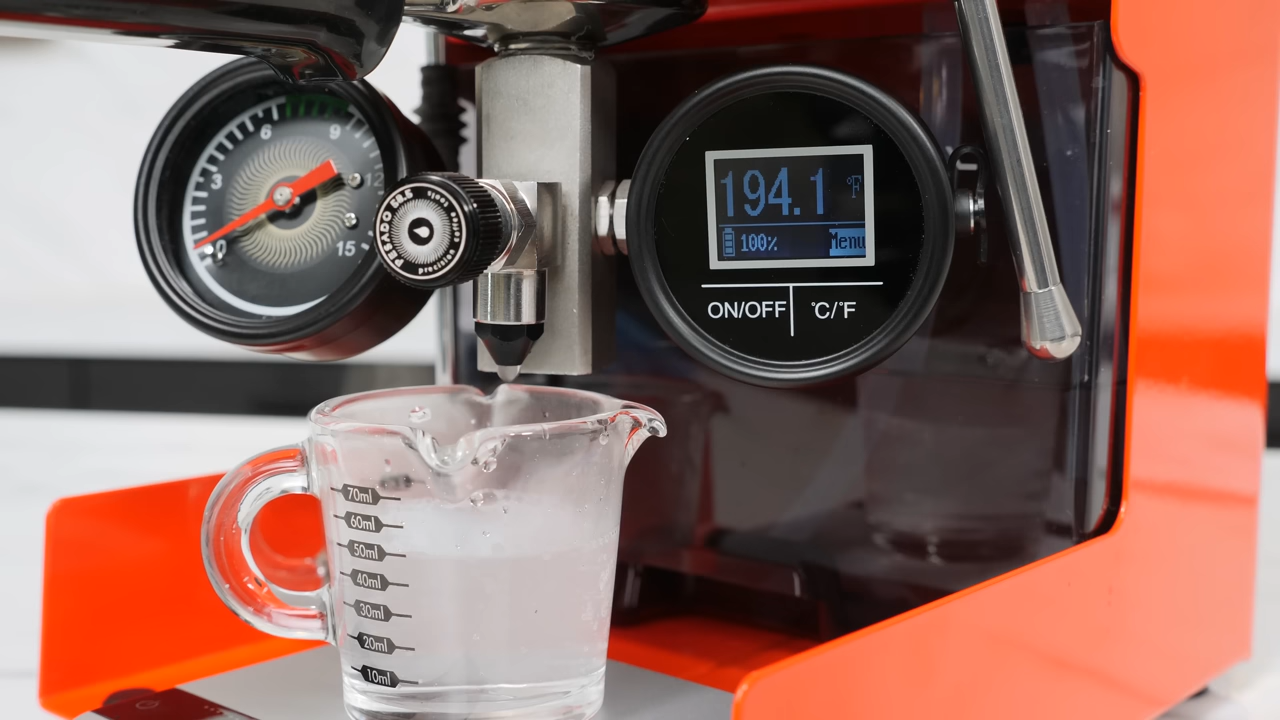 6
9
3
12
0
15
PESADO 58.5
coffee tools
precision
194.1 °F
100%
Menu
ON/OFF
°C/°F
70ml
60ml
50ml
40ml
30ml
20ml
10ml